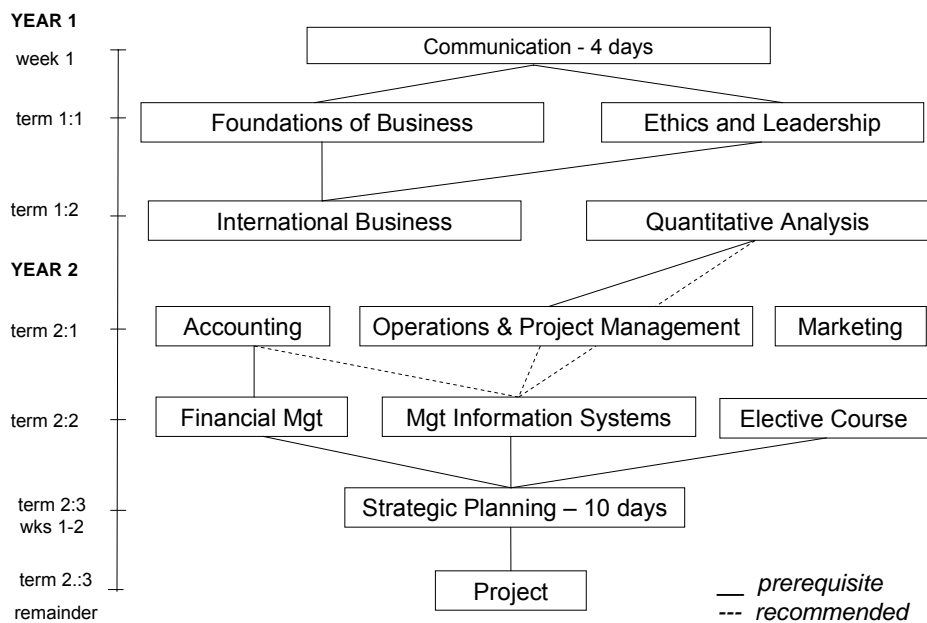 YEAR 1
week 1
Communication - 4 days
term 1:1
Foundations of Business
Ethics and Leadership
term 1:2
International Business
Quantitative Analysis
YEAR 2
term 2:1
Accounting
Operations & Project Management
Marketing
term 2:2
Financial Mgt
Mgt Information Systems
Elective Course
term 2:3
wks 1-2
Strategic Planning – 10 days
term 2.:3
remainder
Project
prerequisite
recommended